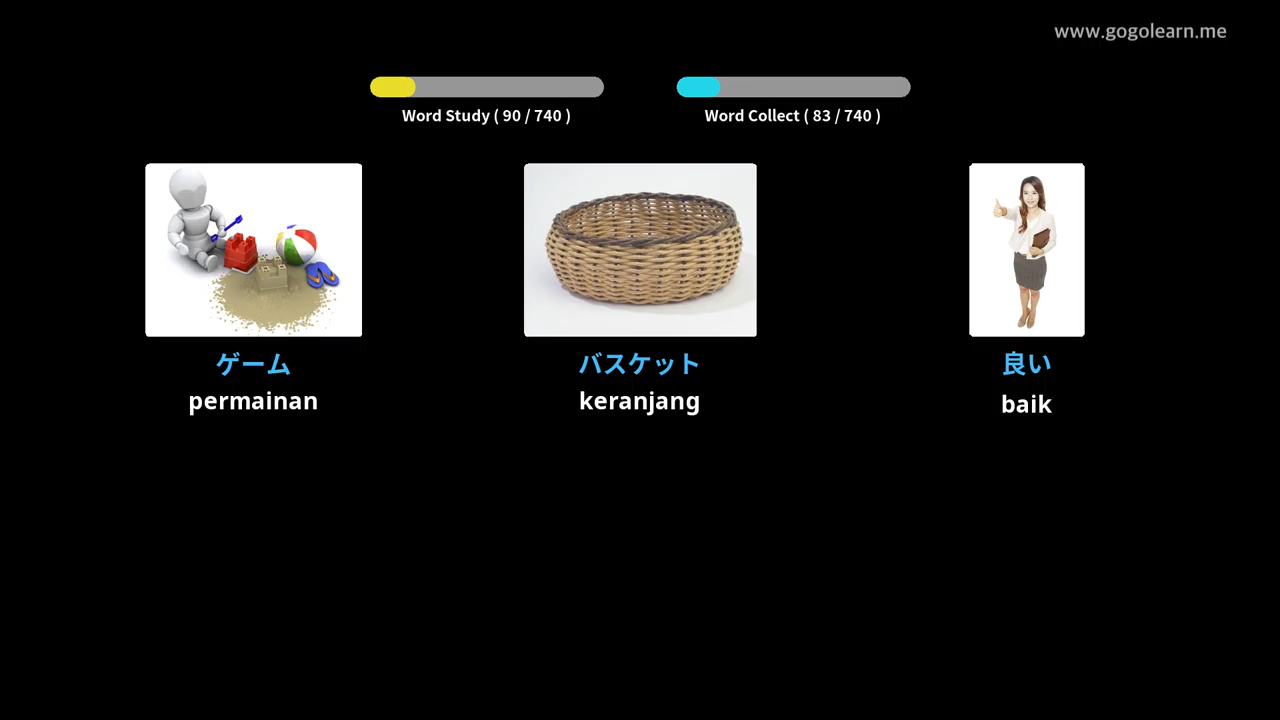 www.gogolearn.me
Word Study ( 90 / 740 )
Word Collect ( 83 / 740 )
ゲーム
permainan
バスケット
keranjang
良い
baik